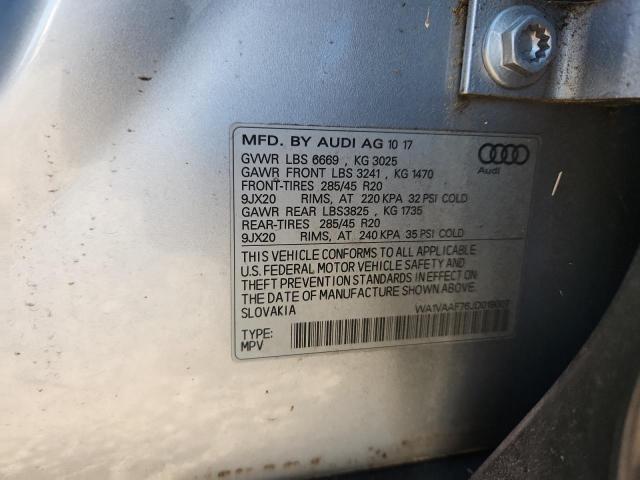 MFD. BY AUDI AG 10 17
GVWR LBS 6669 , KG 3025
GAWR FRONT LBS 3241 , KG 1470
FRONT-TIRES 285/45 R20
9JX20 RIMS, AT 220 KPA 32 PSI COLD
GAWR REAR LBS3825 , KG 1735
REAR-TIRES 285/45 R20
9JX20 RIMS, AT 240 KPA 35 PSI COLD
Audi
THIS VEHICLE CONFORMS TO ALL APPLICABLE
U.S. FEDERAL MOTOR VEHICLE SAFETY AND
THEFT PREVENTION STANDARDS IN EFFECT ON
THE DATE OF MANUFACTURE SHOWN ABOVE.
SLOVAKIA
TYPE:
MPV